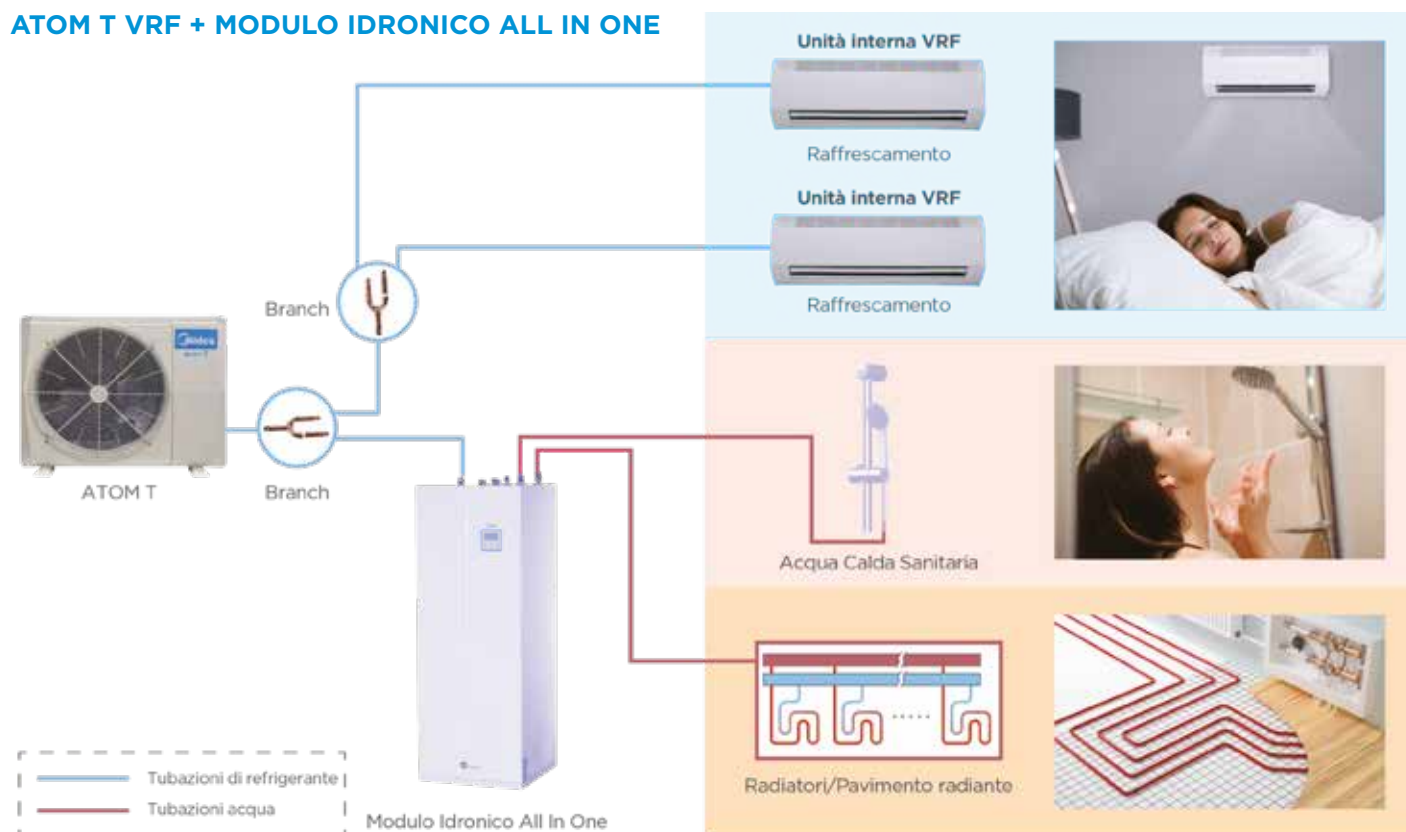 ATOM T VRF + MODULO IDRONICO ALL IN ONE
Unità interna VRF
Raffrescamento
Unità interna VRF
Raffrescamento
Branch
Midea
ATOM T
Branch
Acqua Calda Sanitaria
Radiatori/Pavimento radiante
Tubazioni di refrigerante
Tubazioni acqua
Modulo Idronico All In One